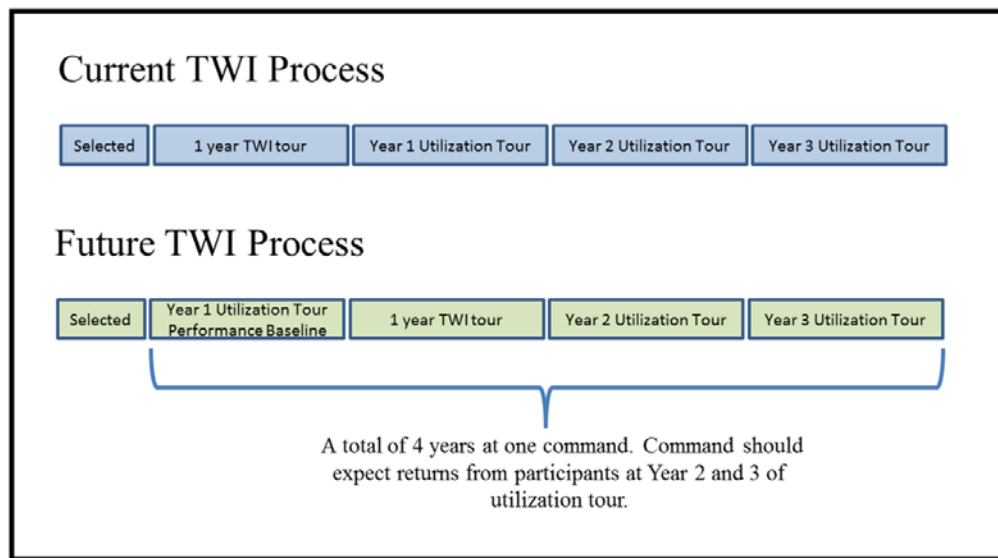 Current TWI Process
Selected
1 year TWI tour
Year 1 Utilization Tour
Year 2 Utilization Tour
Year 3 Utilization Tour
Future TWI Process
Selected
Year 1 Utilization Tour
Performance Baseline
1 year TWI tour
Year 2 Utilization Tour
Year 3 Utilization Tour
A total of 4 years at one command. Command should
expect returns from participants at Year 2 and 3 of
utilization tour.